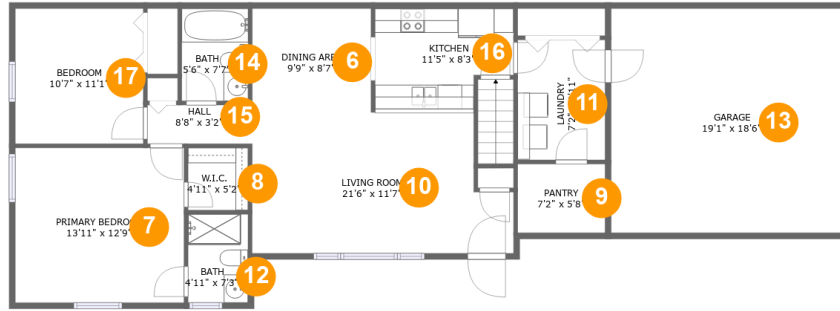 BEDROOM
10'7" x 11'1"
17
BATH
5'6" x 7'7"
14
DINING ARE
9'9" x 8'7"
6
KITCHEN
11'5" x 8'3"
16
HALL
8'8" x 3'2"
15
LAUNDRY
11
GARAGE
19'1" x 18'6"
13
W.I.C.
4'11" x 5'2"
8
LIVING ROOM
21'6" x 11'7"
10
PANTRY
7'2" x 5'8"
9
PRIMARY BEDRO
13'11" x 12'9"
7
BATH
4'11" x 7'3"
12